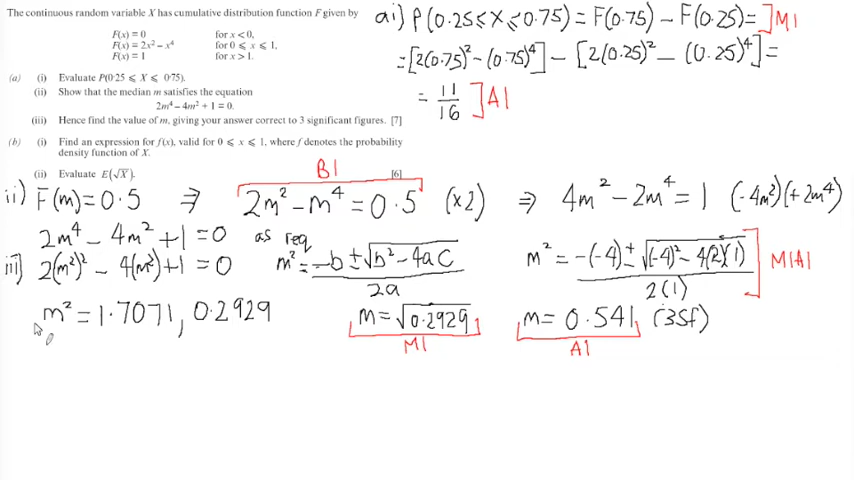 The continuous random variable X has cumulative distribution function F given by
F(x) = 0 for x < 0,
F(x) = 2x² − x⁴ for 0 ⩽ x ⩽ 1,
F(x) = 1 for x > 1.
(a) (i) Evaluate P(0·25 ⩽ X ⩽ 0·75).
(ii) Show that the median m satisfies the equation
2m⁴ − 4m² + 1 = 0.
(iii) Hence find the value of m, giving your answer correct to 3 significant figures. [7]
(b) (i) Find an expression for f(x), valid for 0 ⩽ x ⩽ 1, where f denotes the probability
density function of X.
(ii) Evaluate E(√X). [6]
ai) P(0.25⩽X⩽0.75) = F(0.75) − F(0.25) = ]M1
= [2(0.75)² − (0.75)⁴] − [2(0.25)² − (0.25)⁴] =
= 11/16 ]A1
B1
ii) F(m) = 0.5 ⇒ 2m² − m⁴ = 0.5 (x2) ⇒ 4m² − 2m⁴ = 1 (−4m²)(+2m⁴)
2m⁴ − 4m² + 1 = 0 as req
iii) 2(m²)² − 4(m²) + 1 = 0 m² = −b ± √b² − 4ac / 2a m² = −(−4) ± √(−4)² − 4(2)(1) / 2(1) ]M1A1
m² = 1.7071, 0.2929 m = √0.2929 m = 0.541 (3sf)
M1 A1